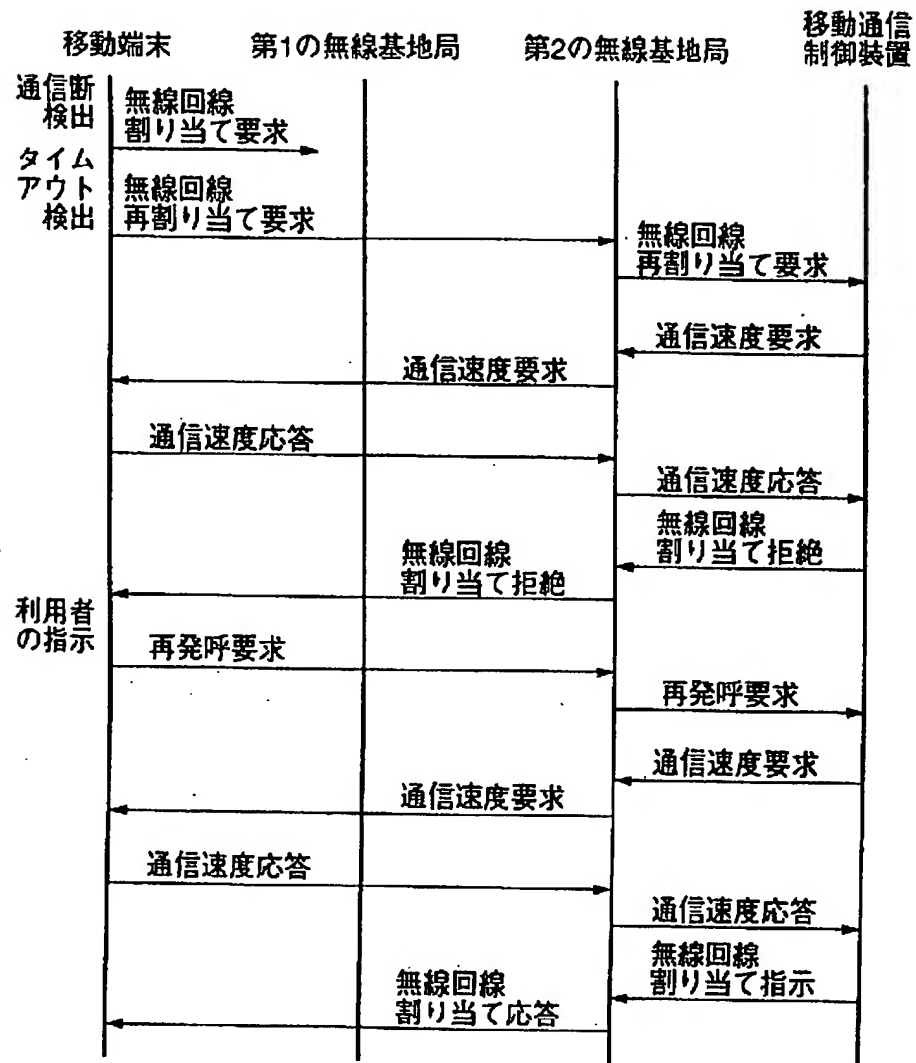 移動端末
第1の無線基地局
第2の無線基地局
移動通信
制御装置
通信断
検出
無線回線
割り当て要求
タイム
アウト
検出
無線回線
再割り当て要求
無線回線
再割り当て要求
通信速度要求
通信速度要求
通信速度応答
通信速度応答
無線回線
割り当て拒絶
無線回線
割り当て拒絶
利用者
の指示
再発呼要求
再発呼要求
通信速度要求
通信速度要求
通信速度応答
通信速度応答
無線回線
割り当て指示
無線回線
割り当て応答